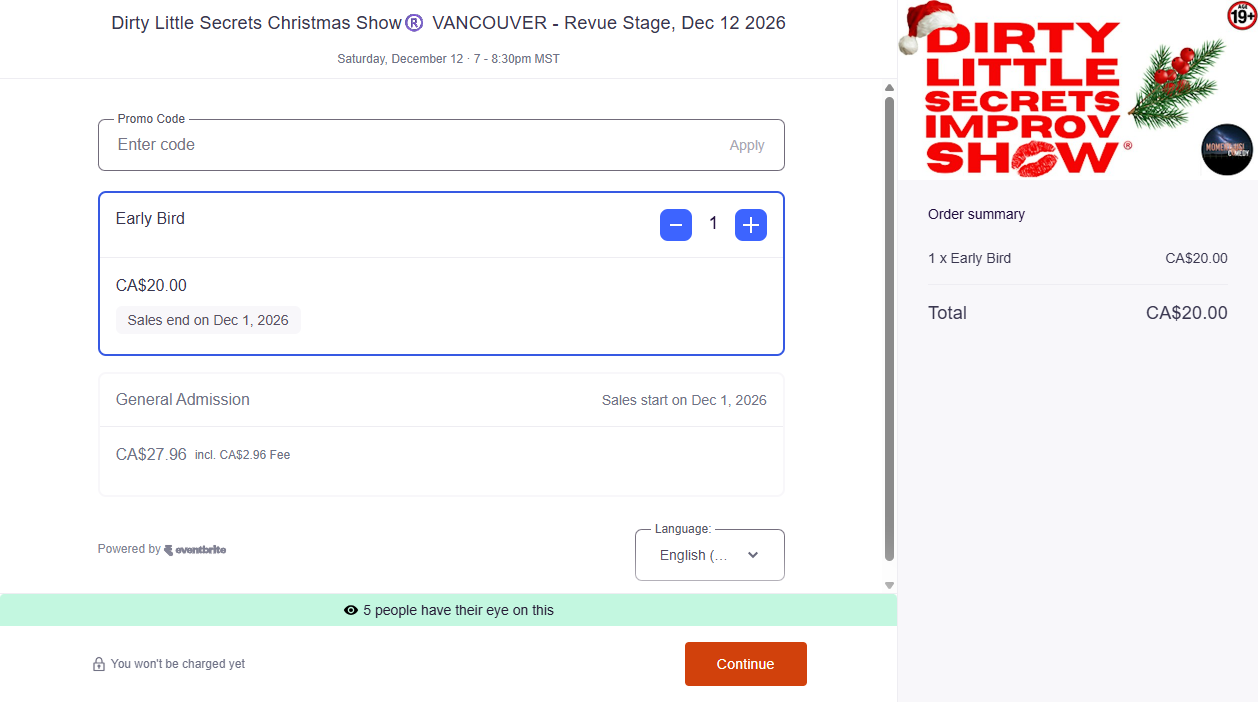 Dirty Little Secrets Christmas Show® VANCOUVER - Revue Stage, Dec 12 2026
Saturday, December 12 · 7 - 8:30pm MST
Promo Code
Enter code
Apply
Early Bird
1
CA$20.00
Sales end on Dec 1, 2026
General Admission
Sales start on Dec 1, 2026
CA$27.96 incl. CA$2.96 Fee
Powered by eventbrite
Language:
English (...
5 people have their eye on this
You won't be charged yet
Continue
AGE
19+
DIRTY
LITTLE
SECRETS
IMPROV
SHOW®
MOMENTOUS!
COMEDY
Order summary
1 x Early Bird
CA$20.00
Total
CA$20.00